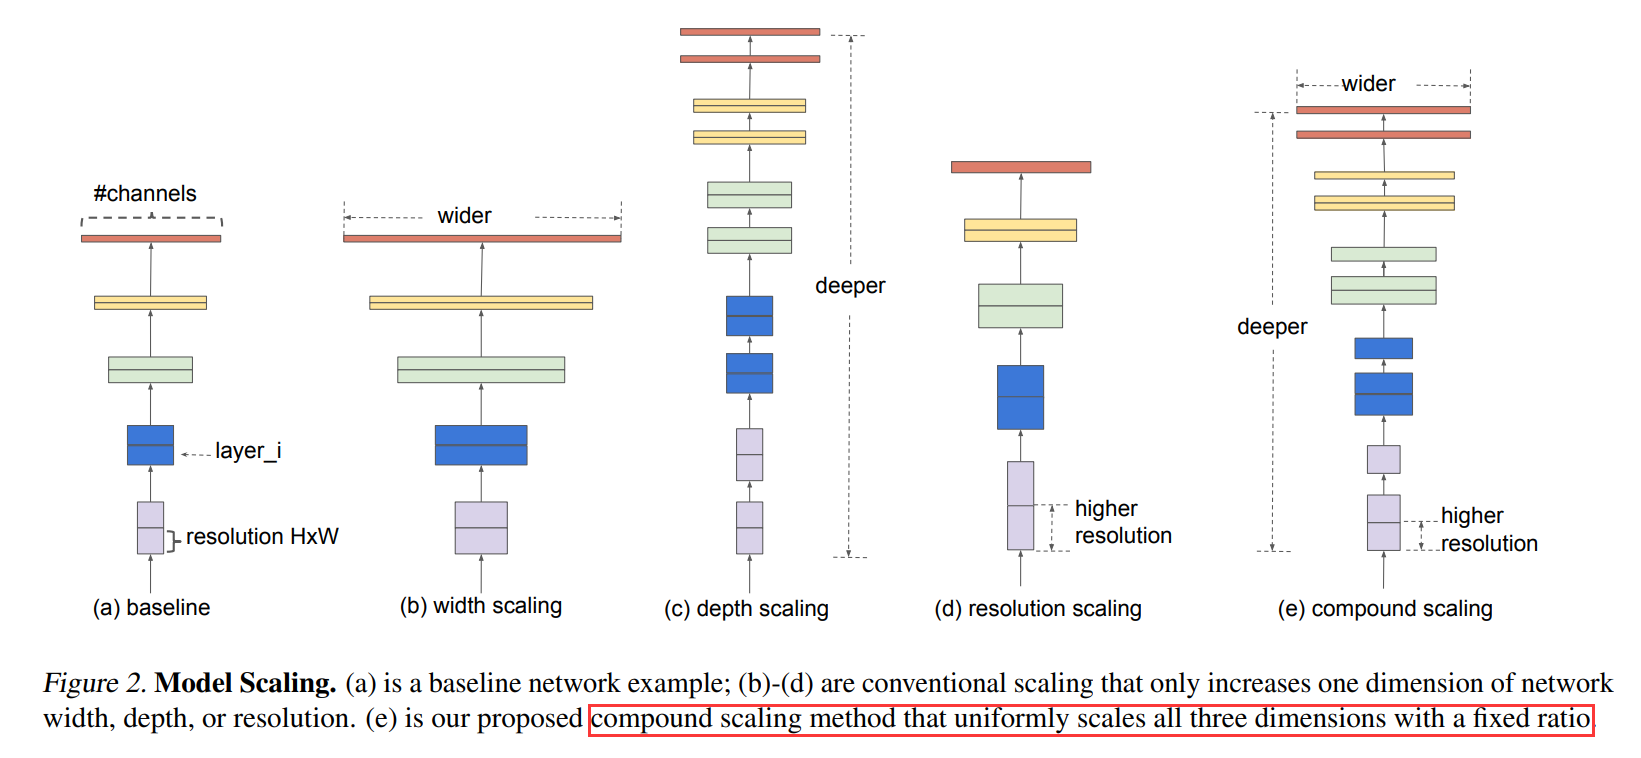 #channels
layer_i
resolution HxW
(a) baseline
wider
(b) width scaling
deeper
(c) depth scaling
higher
resolution
(d) resolution scaling
wider
deeper
higher
resolution
(e) compound scaling
Figure 2. Model Scaling. (a) is a baseline network example; (b)-(d) are conventional scaling that only increases one dimension of network
width, depth, or resolution. (e) is our proposed compound scaling method that uniformly scales all three dimensions with a fixed ratio.